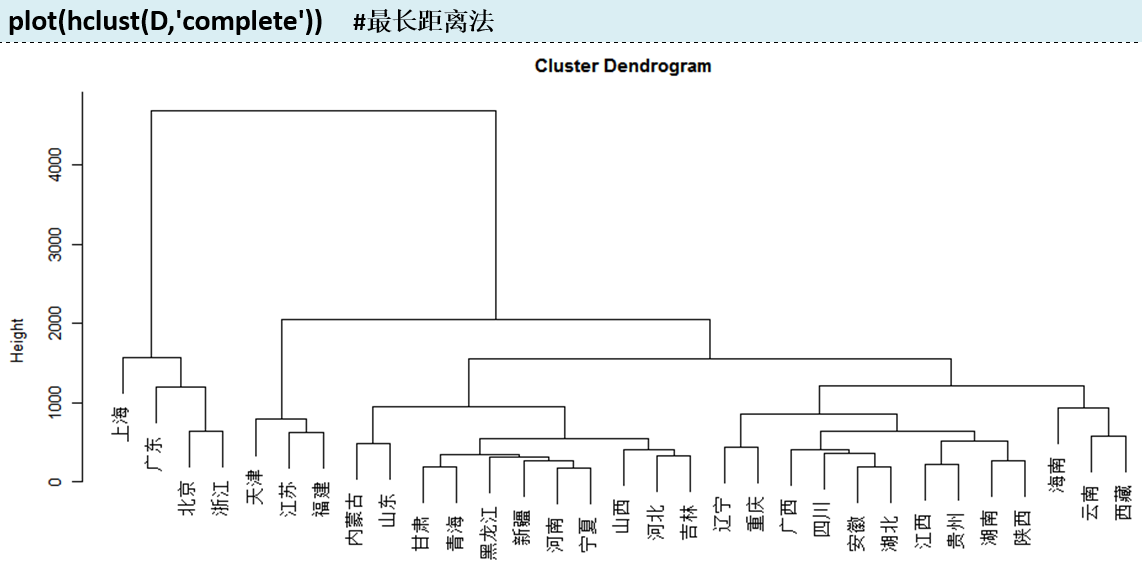 plot(hclust(D,'complete')) #最长距离法
Cluster Dendrogram
Height
4000
3000
2000
1000
0
上海
广东
北京
浙江
天津
江苏
福建
内蒙古
山东
甘肃
青海
黑龙江
新疆
河南
宁夏
山西
河北
吉林
辽宁
重庆
广西
四川
安徽
湖北
江西
贵州
湖南
陕西
海南
云南
西藏